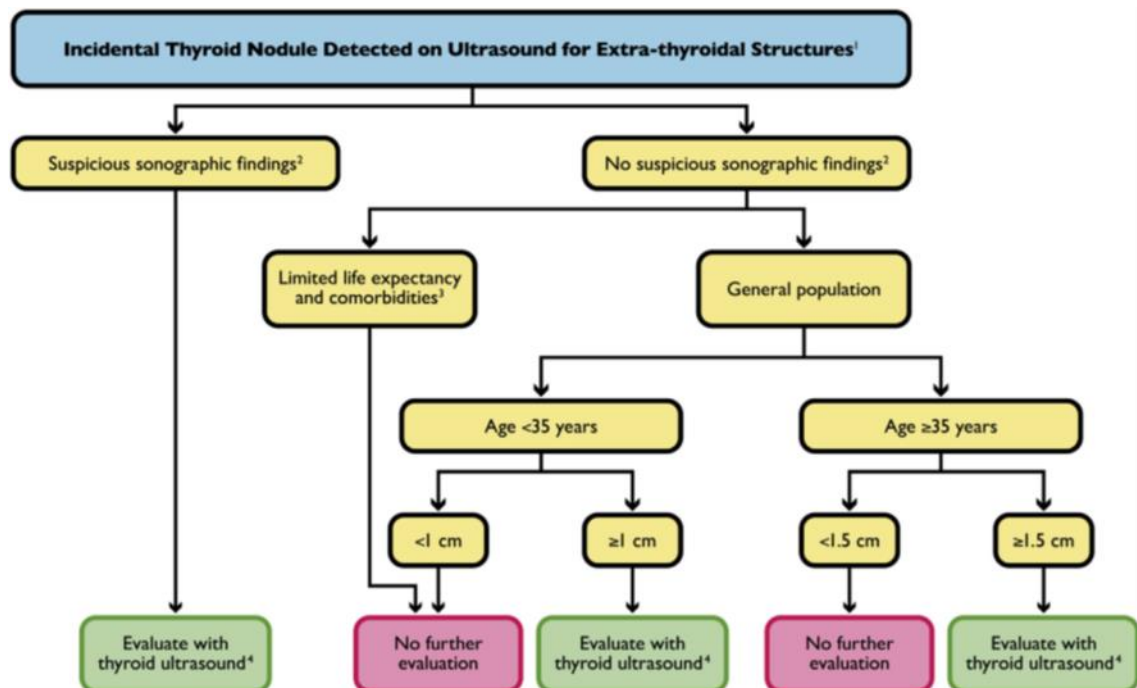 Incidental Thyroid Nodule Detected on Ultrasound for Extra-thyroidal Structures¹
Suspicious sonographic findings²
No suspicious sonographic findings²
Limited life expectancy
and comorbidities³
General population
Age <35 years
Age ≥35 years
<1 cm
≥1 cm
<1.5 cm
≥1.5 cm
Evaluate with
thyroid ultrasound⁴
No further
evaluation
Evaluate with
thyroid ultrasound⁴
No further
evaluation
Evaluate with
thyroid ultrasound⁴